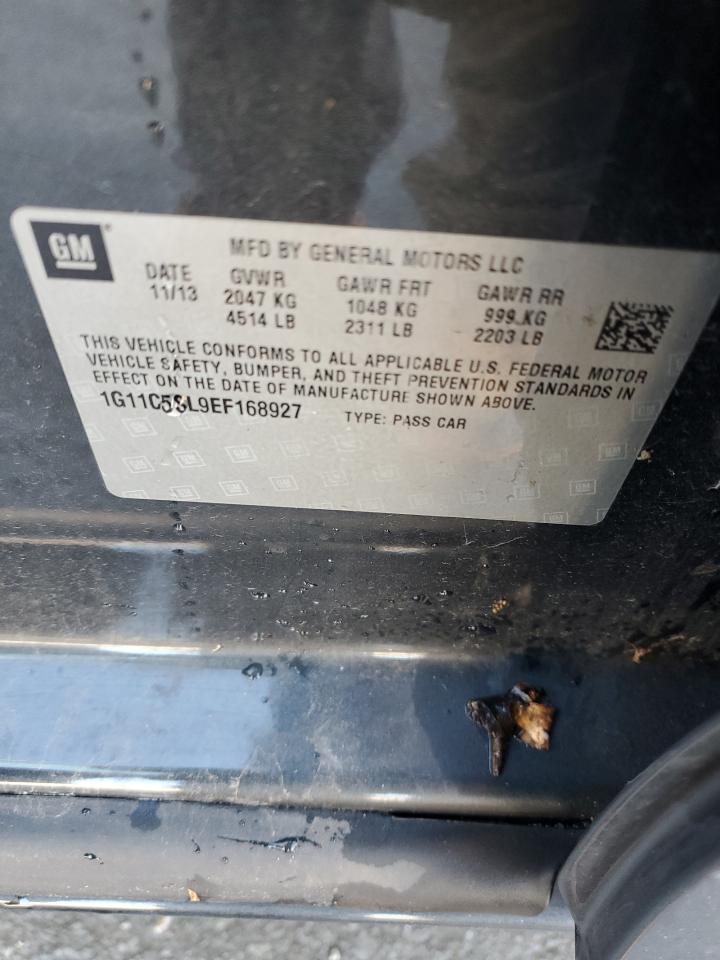 GM
MFD BY GENERAL MOTORS LLC
DATE GVWR GAWR FRT GAWR RR
11/13 2047 KG 1048 KG 999 KG
4514 LB 2311 LB 2203 LB
THIS VEHICLE CONFORMS TO ALL APPLICABLE U.S. FEDERAL MOTOR
VEHICLE SAFETY, BUMPER, AND THEFT PREVENTION STANDARDS IN
EFFECT ON THE DATE OF MANUFACTURE SHOWN ABOVE.
1G11C5SL9EF168927 TYPE: PASS CAR